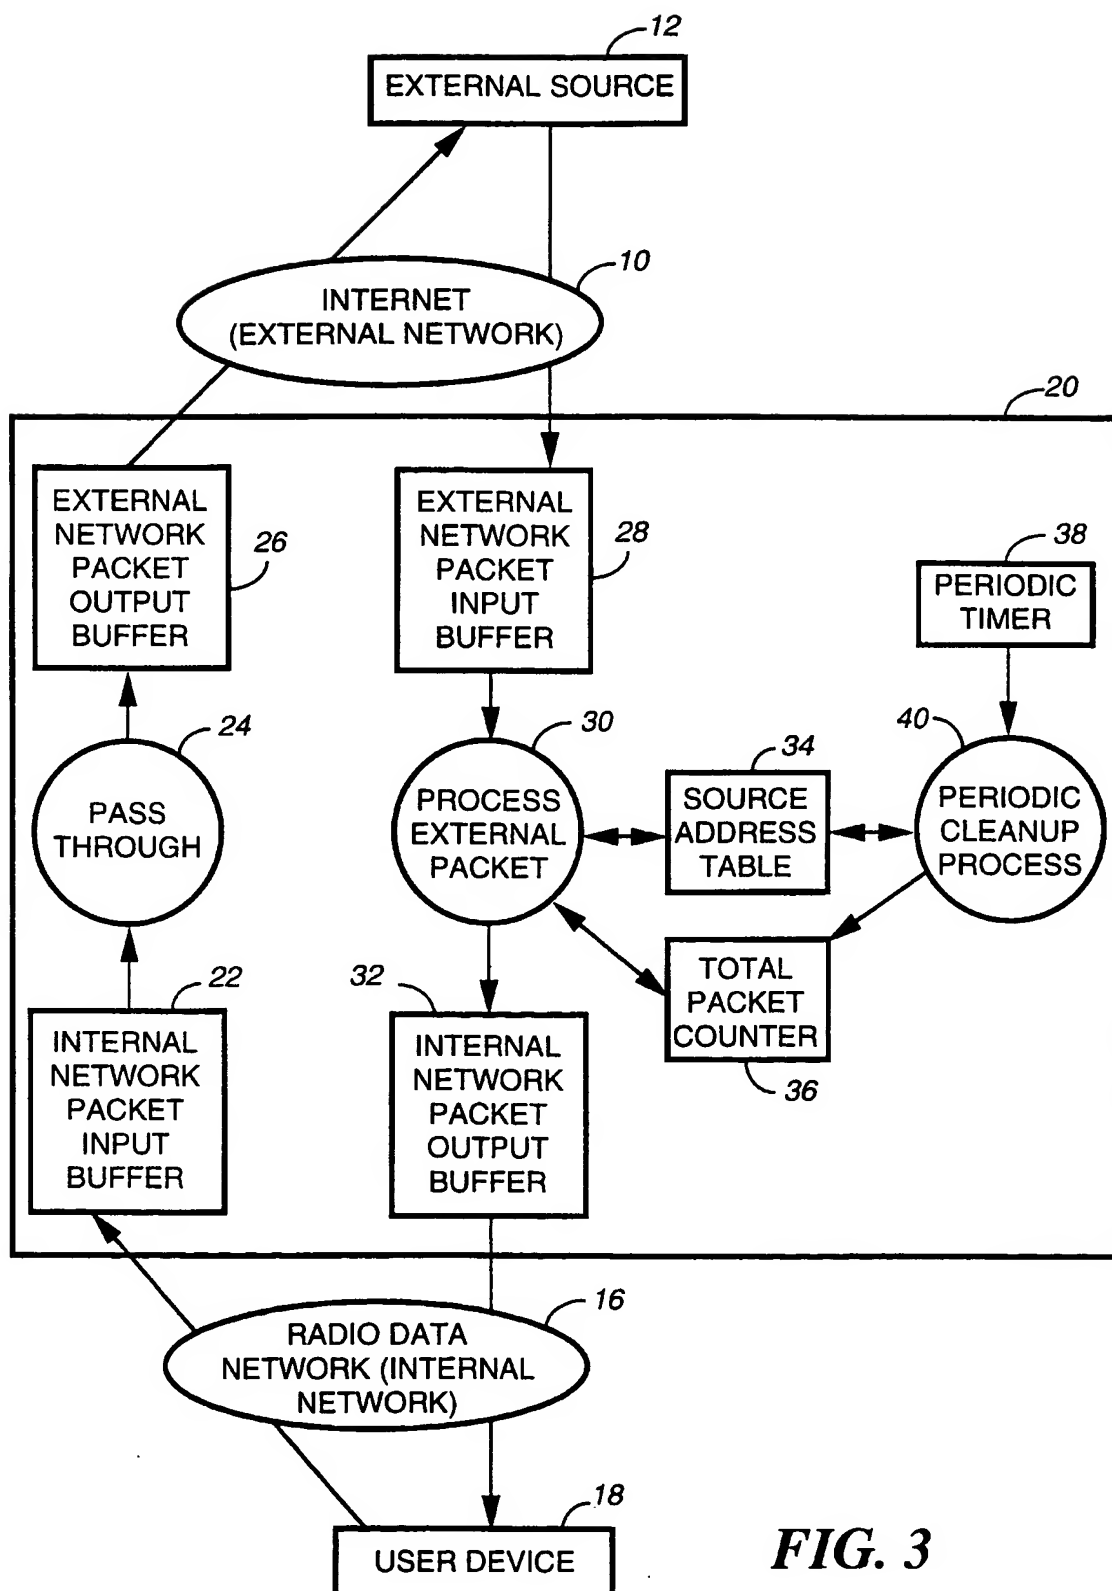 12
EXTERNAL SOURCE
10
INTERNET
(EXTERNAL NETWORK)
20
EXTERNAL
NETWORK
PACKET
OUTPUT
BUFFER
26
EXTERNAL
NETWORK
PACKET
INPUT
BUFFER
28
38
PERIODIC
TIMER
24
PASS
THROUGH
30
PROCESS
EXTERNAL
PACKET
34
SOURCE
ADDRESS
TABLE
40
PERIODIC
CLEANUP
PROCESS
22
INTERNAL
NETWORK
PACKET
INPUT
BUFFER
32
INTERNAL
NETWORK
PACKET
OUTPUT
BUFFER
TOTAL
PACKET
COUNTER
36
16
RADIO DATA
NETWORK (INTERNAL
NETWORK)
18
USER DEVICE
FIG. 3